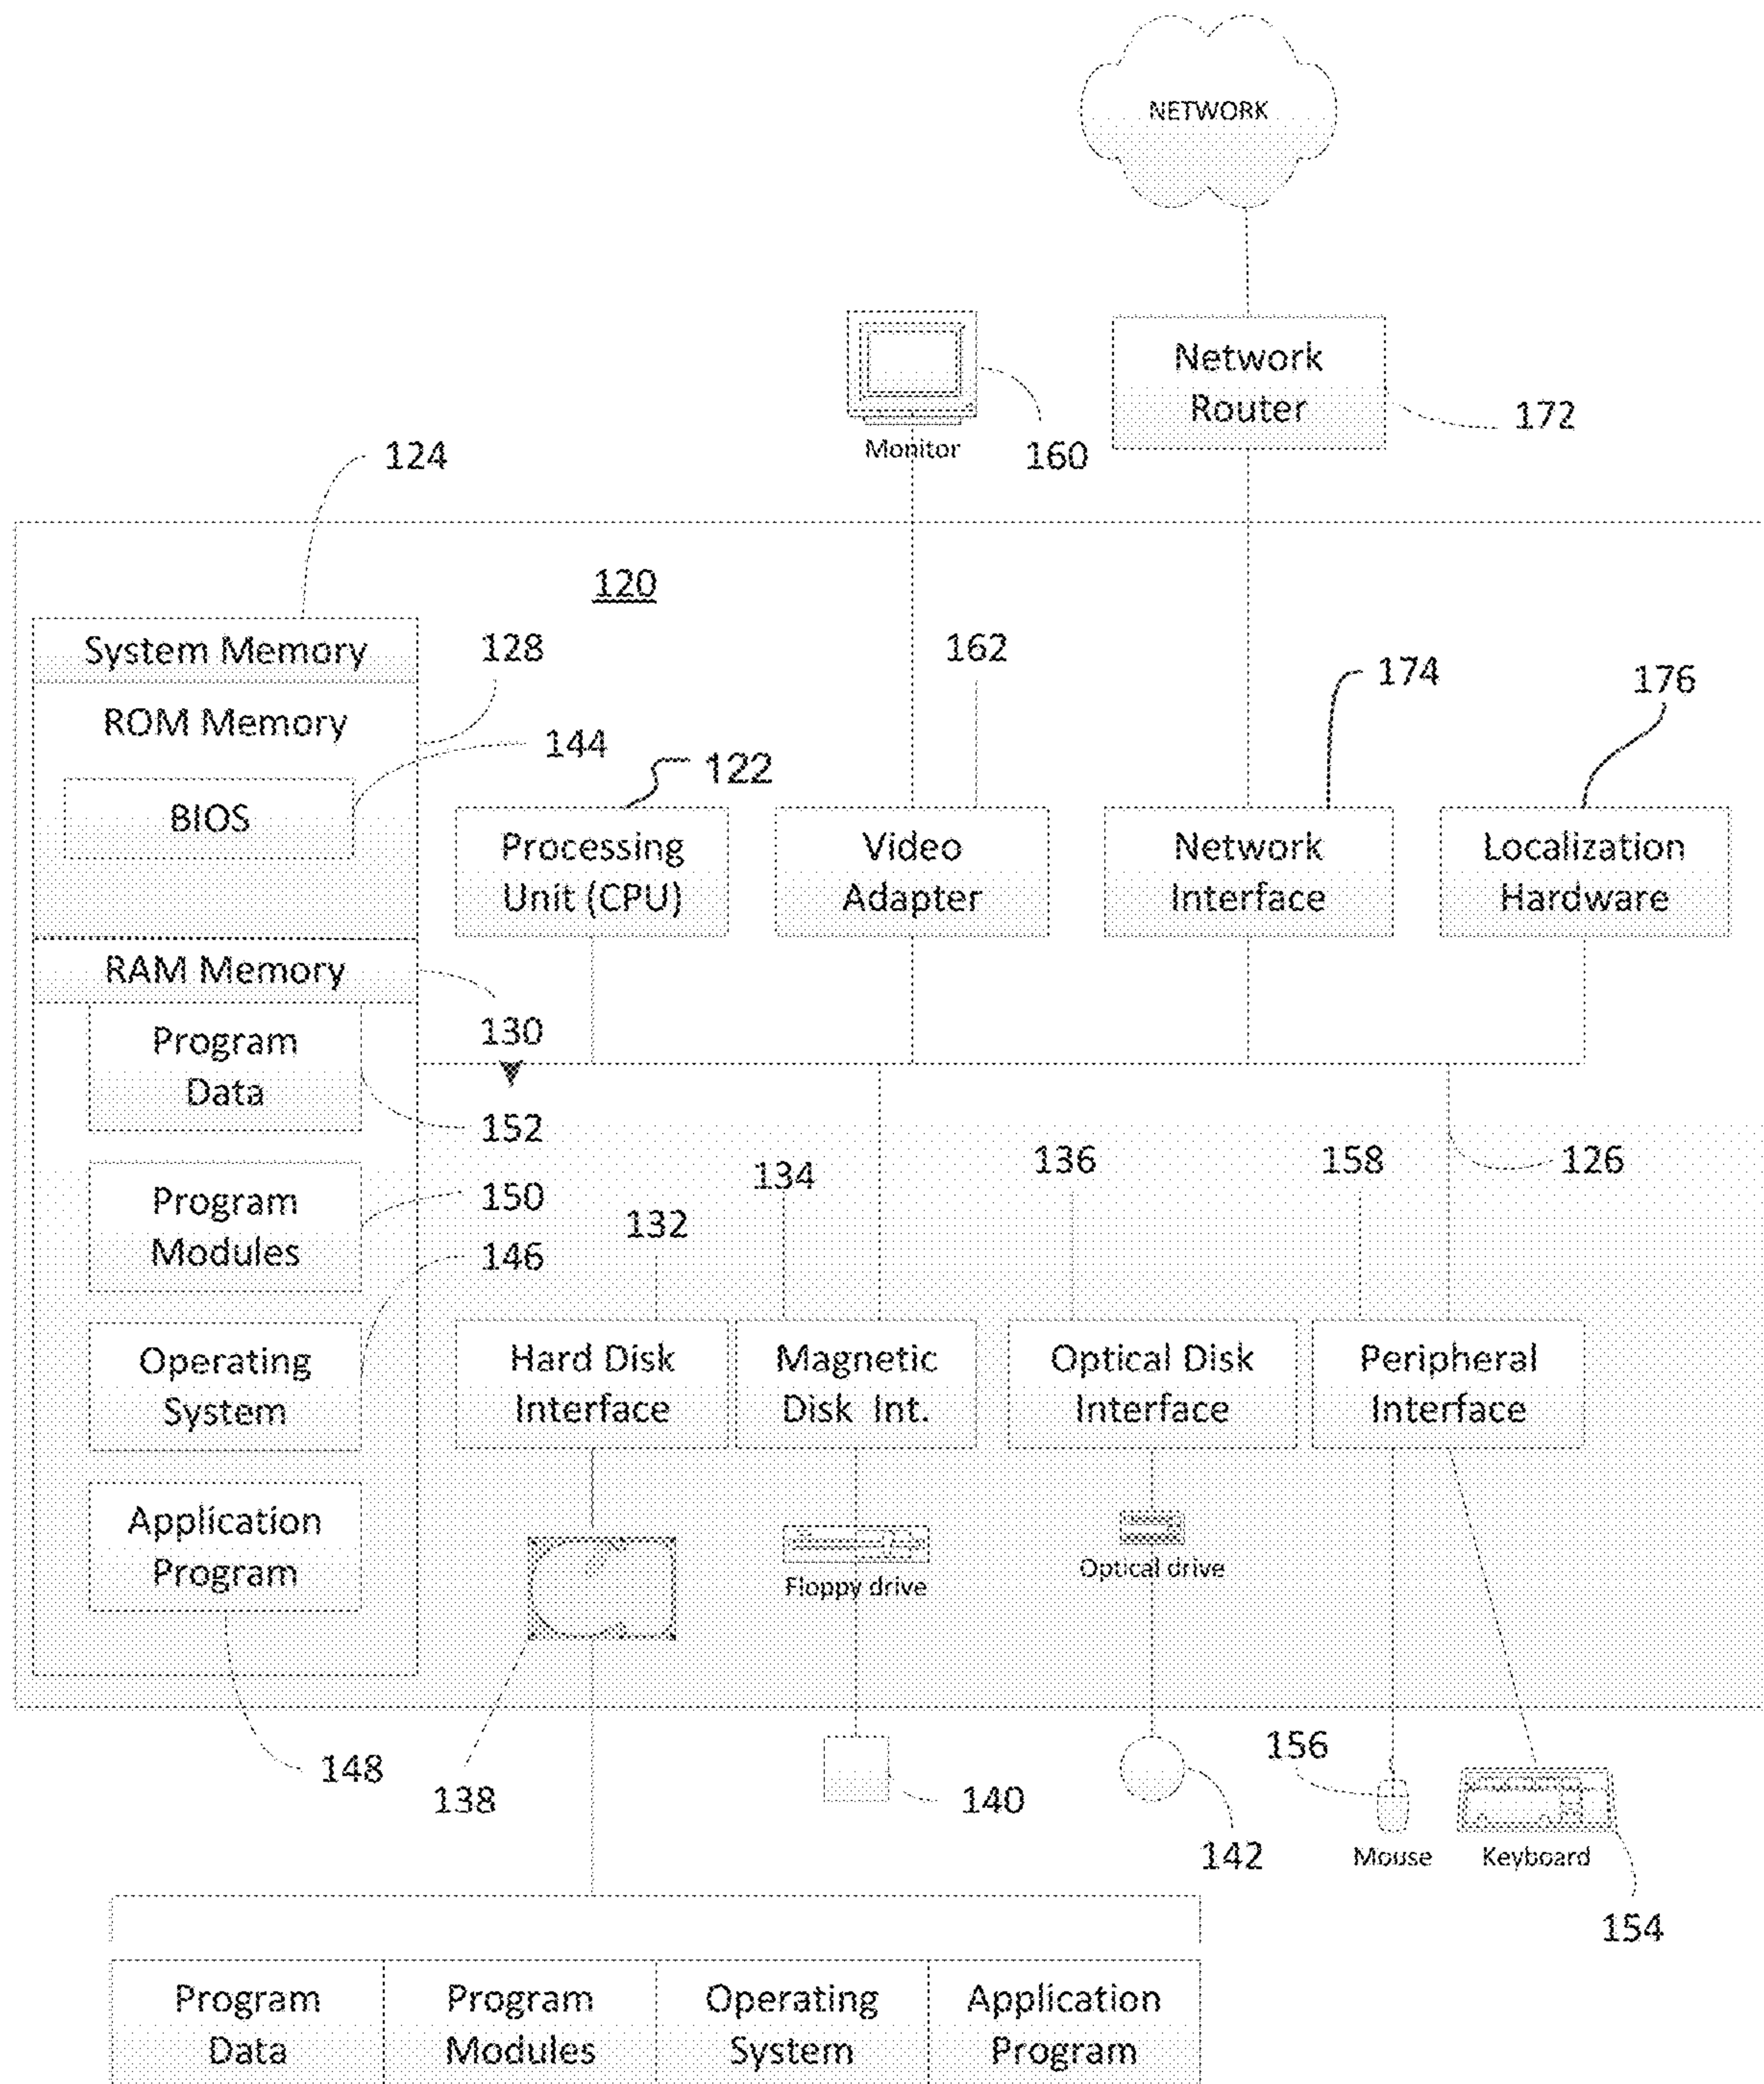 NETWORK
Network
Router
172
Monitor
160
124
120
System Memory
128
ROM Memory
144
BIOS
162
174
176
122
Processing
Unit (CPU)
Video
Adapter
Network
Interface
Localization
Hardware
RAM Memory
130
Program
Data
152
134
136
158
126
Program
Modules
150
132
146
Operating
System
Hard Disk
Interface
Magnetic
Disk Int.
Optical Disk
Interface
Peripheral
Interface
Application
Program
Floppy drive
Optical drive
148
138
140
142
156
Mouse
Keyboard
154
Program
Data
Program
Modules
Operating
System
Application
Program